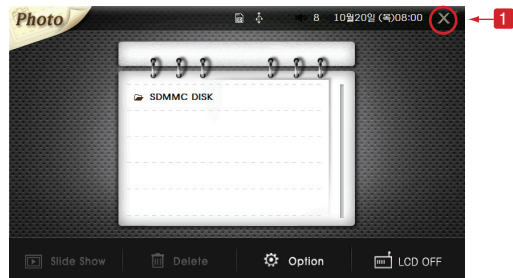 Photo 8 10월20일 (목)08:00 1
SDMMC DISK
Slide Show Delete Option LCD OFF